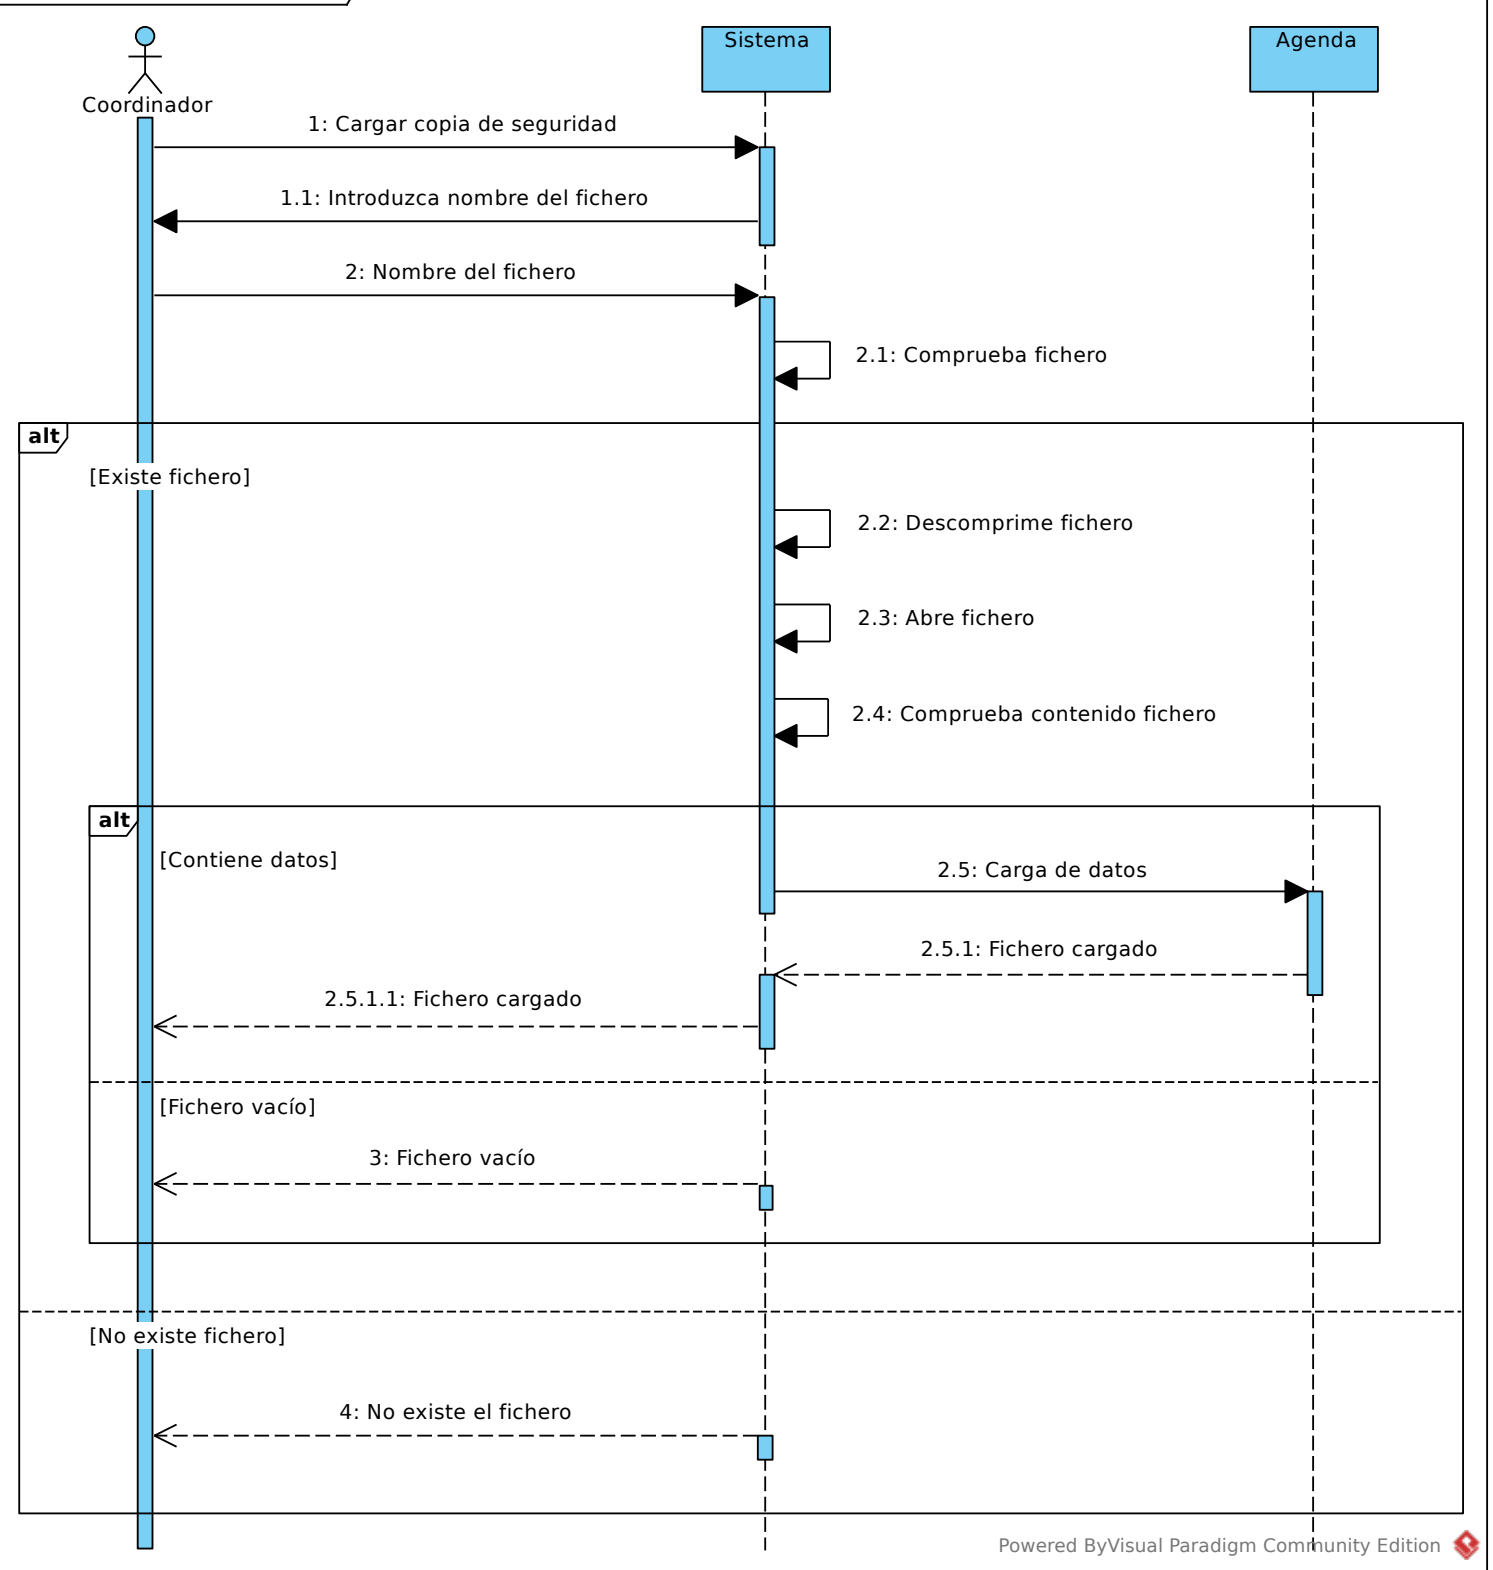 Sistema
Agenda
Coordinador
1: Cargar copia de seguridad
1.1: Introduzca nombre del fichero
2: Nombre del fichero
2.1: Comprueba fichero
alt
[Existe fichero]
2.2: Descomprime fichero
2.3: Abre fichero
2.4: Comprueba contenido fichero
alt
[Contiene datos]
2.5: Carga de datos
2.5.1: Fichero cargado
2.5.1.1: Fichero cargado
[Fichero vacío]
3: Fichero vacío
[No existe fichero]
4: No existe el fichero
Powered ByVisual Paradigm Community Edition